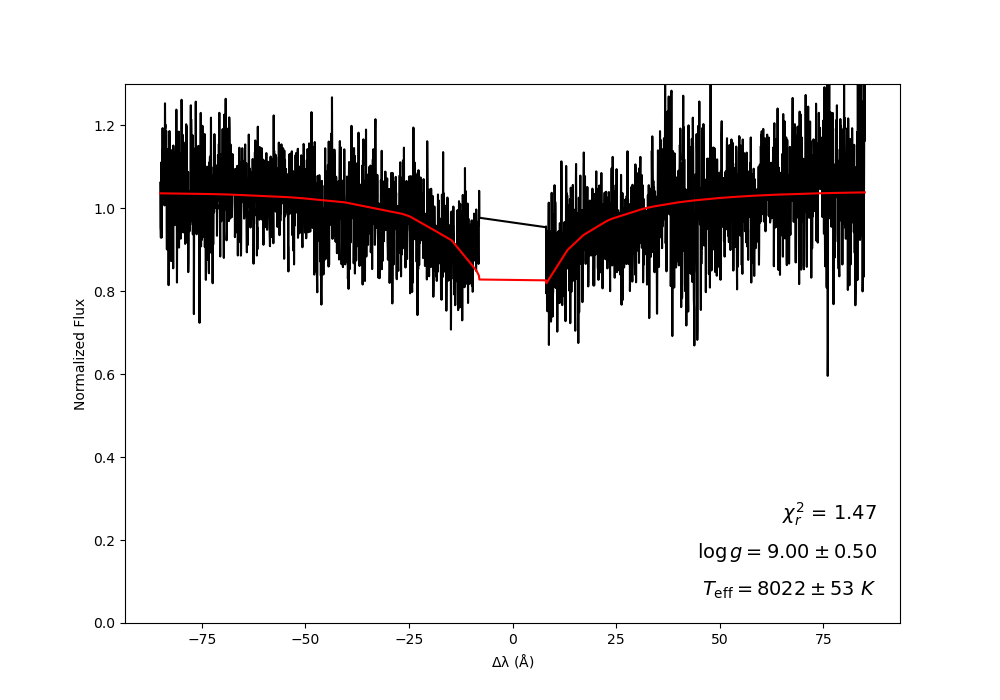 Normalized Flux
1.2
1.0
0.8
0.6
0.4
0.2
0.0
χ²ᵣ = 1.47
log g = 9.00 ± 0.50
T_eff = 8022 ± 53 K
−75
−50
−25
0
25
50
75
Δλ (Å)